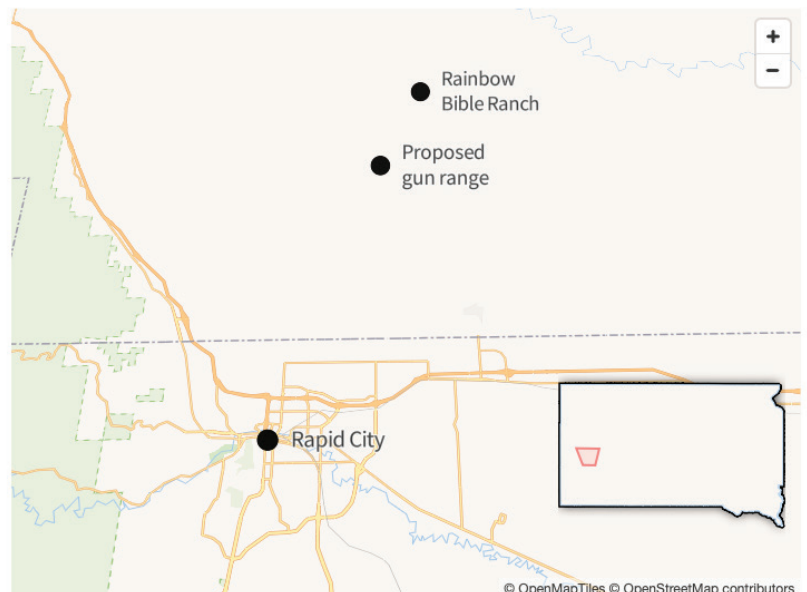 +
−
Rainbow
Bible Ranch
Proposed
gun range
Rapid City
© OpenMapTiles © OpenStreetMap contributors